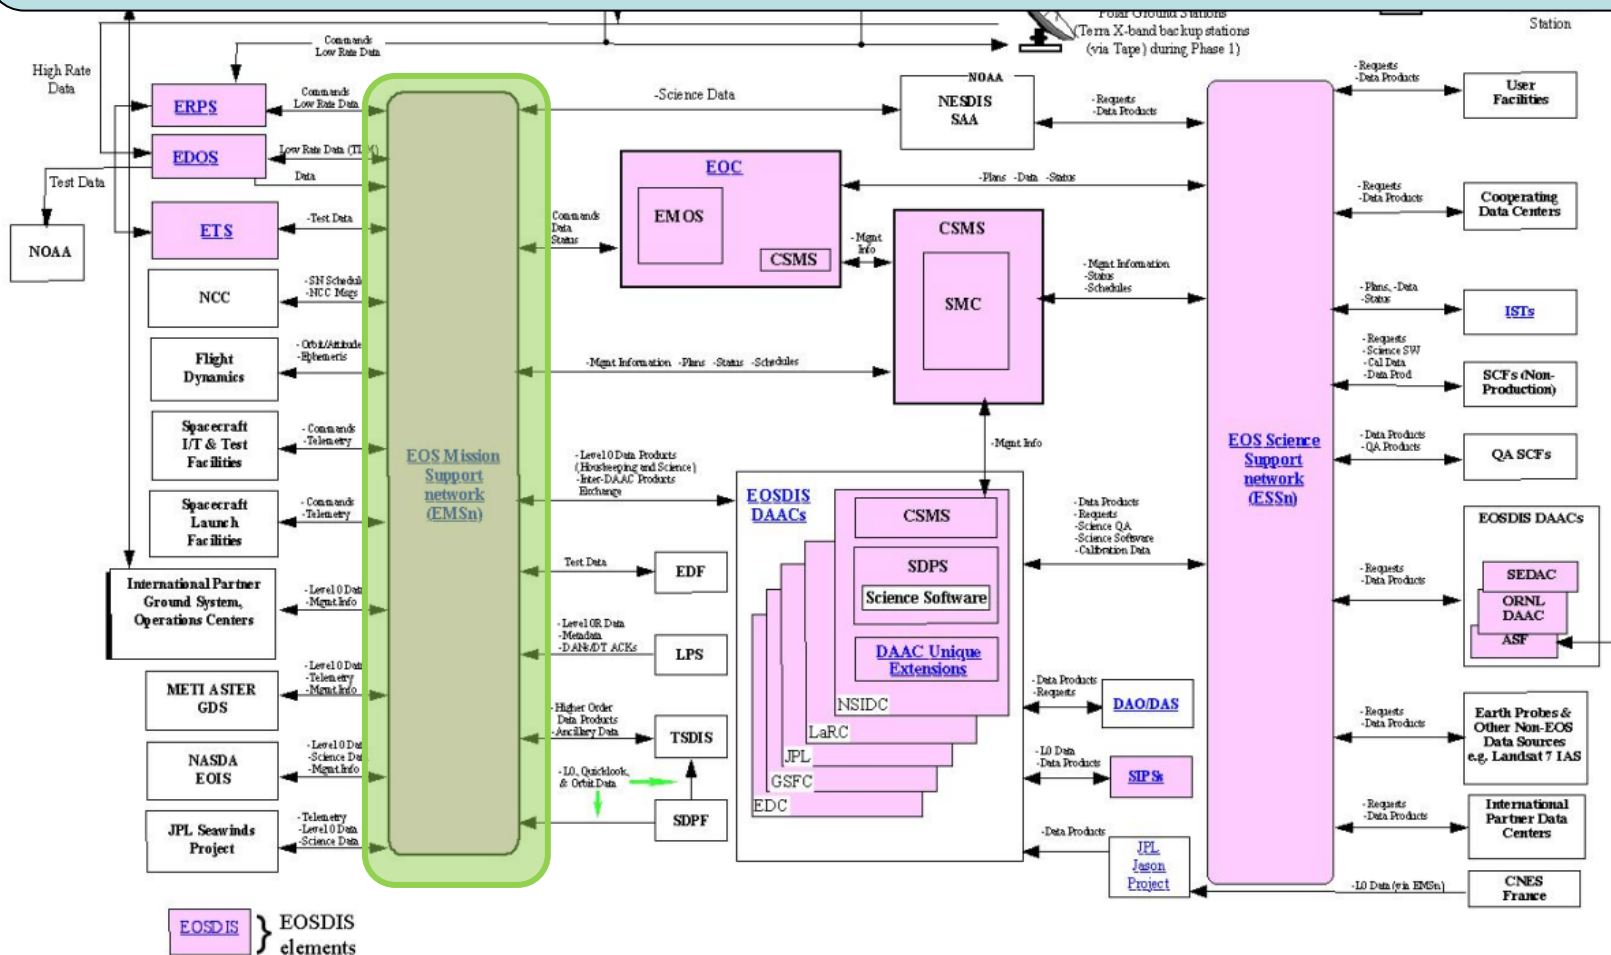 Polar Ground Stations
(Terra X-band backup stations
(via Tape) during Phase 1)
Station
Commands
Low Rate Data
High Rate
Data
ERPS
Commands
Low Rate Data
EDOS
Low Rate Data
Data
Test Data
NOAA
ETS
-Test Data
NCC
-NCC Msgs
Flight
Dynamics
-Orbit/Attitude
-Ephemeris
Spacecraft
I/T & Test
Facilities
-Commands
-Telemetry
Spacecraft
Launch
Facilities
-Commands
-Telemetry
International Partner
Ground System,
Operations Centers
-Level 0 Data
-Mgmt Info
METI ASTER
GDS
-Level 0 Data
-Telemetry
-Mgmt Info
NASDA
EOIS
-Level 0 Data
-Science Data
-Mgmt Info
JPL Seawinds
Project
-Telemetry
-Level 0 Data
-Science Data
EOSDIS
EOSDIS
elements
EOS Mission
Support
network
(EMSn)
-Science Data
NOAA
NESDIS
SAA
-Requests
-Data Products
EOC
EMOS
CSMS
Commands
Data
Status
-Plans -Data -Status
-Mgmt
Info
CSMS
SMC
-Mgmt Information
-Status
-Schedules
-Mgmt Information -Plans -Status -Schedules
-Mgmt Info
-Level 0 Data Products
(Housekeeping and Science)
-Inter-DAAC Products
Exchange
EOSDIS
DAACs
CSMS
SDPS
Science Software
DAAC Unique
Extensions
NSIDC
LaRC
JPL
GSFC
EDC
-Data Products
-Requests
-Science QA
-Science Software
-Calibration Data
Test Data
EDF
-Level 0R Data
-Metadata
-DANs/DT ACKs
LPS
-Higher Order
Data Products
-Ancillary Data
TSDIS
-L0, Quicklook,
& Orbit Data
SDPF
-Data Products
-Requests
DAO/DAS
-L0 Data
-Data Products
SIPSs
-Data Products
JPL
Jason
Project
EOS Science
Support
network
(ESSn)
-Requests
-Data Products
User
Facilities
-Requests
-Data Products
Cooperating
Data Centers
-Plans, -Data
-Status
ISTs
-Requests
-Science SW
-Cal Data
-Data Prod
SCFs (Non-
Production)
-Data Products
-QA Products
QA SCFs
EOSDIS DAACs
-Requests
-Data Products
SEDAC
ORNL
DAAC
ASF
-Requests
-Data Products
Earth Probes &
Other Non-EOS
Data Sources
e.g. Landsat 7 IAS
-Requests
-Data Products
International
Partner Data
Centers
-L0 Data (via EMSn)
CNES
France